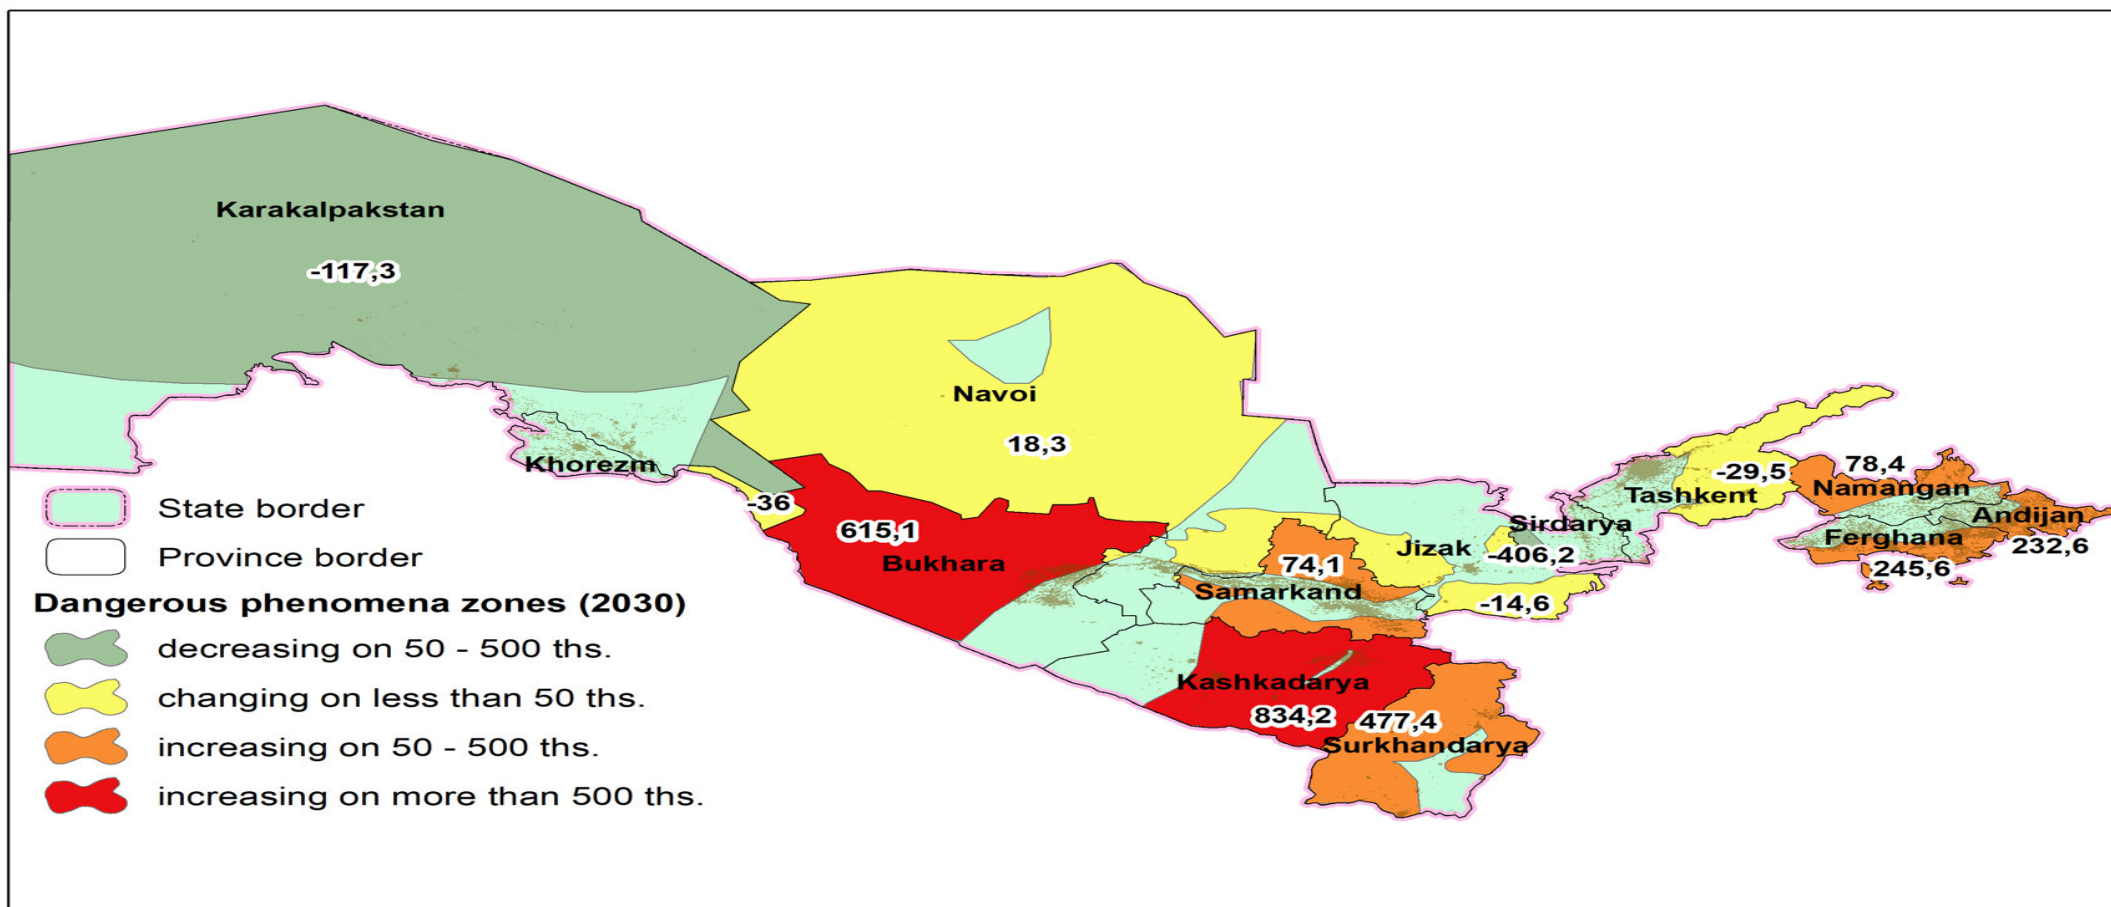 Karakalpakstan
-117,3
Navoi
18,3
Khorezm
-36
615,1
Bukhara
74,1
Samarkand
Jizak
-406,2
-14,6
Sirdarya
Tashkent
-29,5
78,4
Namangan
Andijan
Ferghana
232,6
245,6
Kashkadarya
834,2
477,4
Surkhandarya
State border
Province border
Dangerous phenomena zones (2030)
decreasing on 50 - 500 ths.
changing on less than 50 ths.
increasing on 50 - 500 ths.
increasing on more than 500 ths.